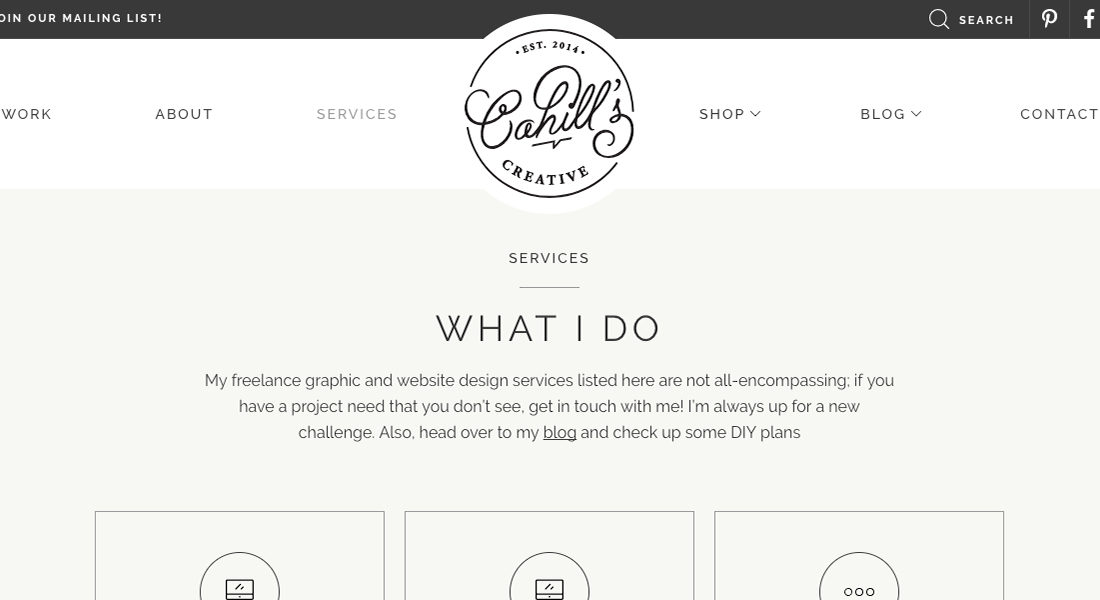 OIN OUR MAILING LIST!
SEARCH
WORK
ABOUT
SERVICES
• EST. 2014 •
Cahill's
CREATIVE
SHOP
BLOG
CONTACT
SERVICES
WHAT I DO
My freelance graphic and website design services listed here are not all-encompassing; if you
have a project need that you don't see, get in touch with me! I'm always up for a new
challenge. Also, head over to my blog and check up some DIY plans